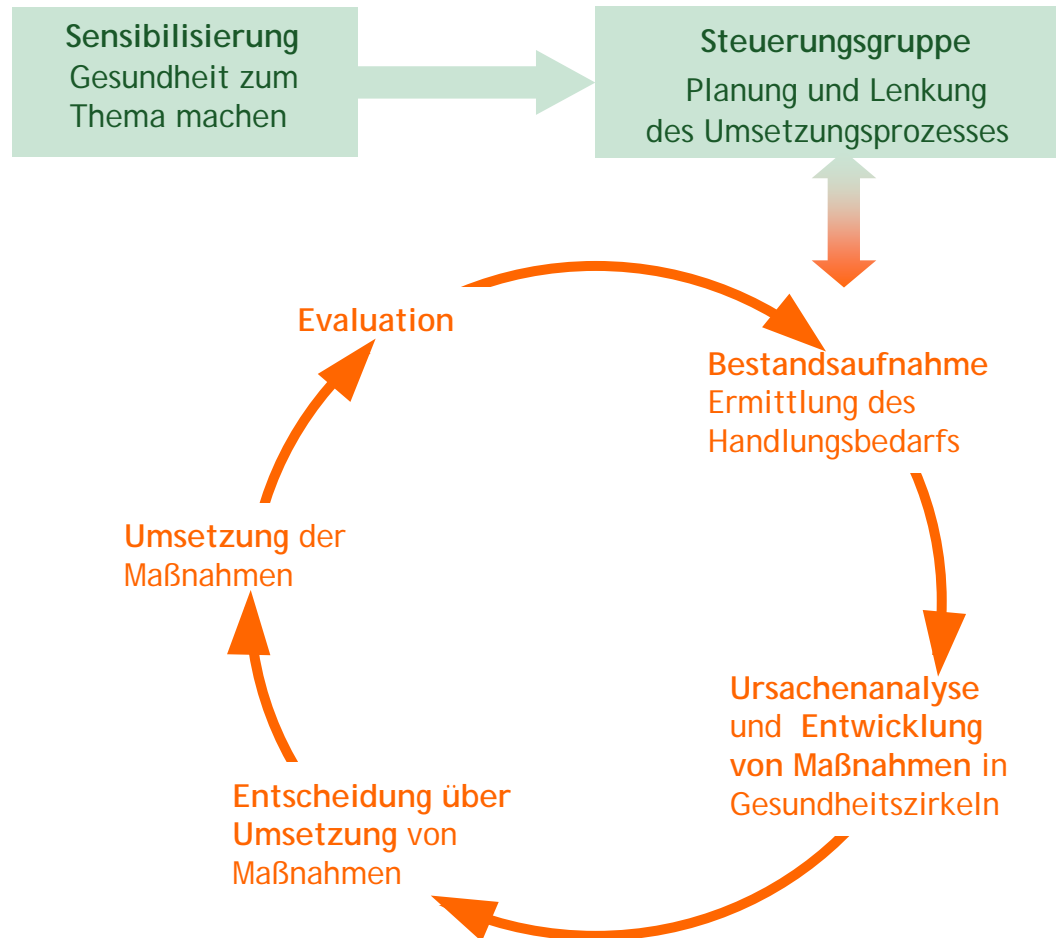 Sensibilisierung
Gesundheit zum
Thema machen
Steuerungsgruppe
Planung und Lenkung
des Umsetzungsprozesses
Evaluation
Bestandsaufnahme
Ermittlung des
Handlungsbedarfs
Ursachenanalyse
und Entwicklung
von Maßnahmen in
Gesundheitszirkeln
Entscheidung über
Umsetzung von
Maßnahmen
Umsetzung der
Maßnahmen